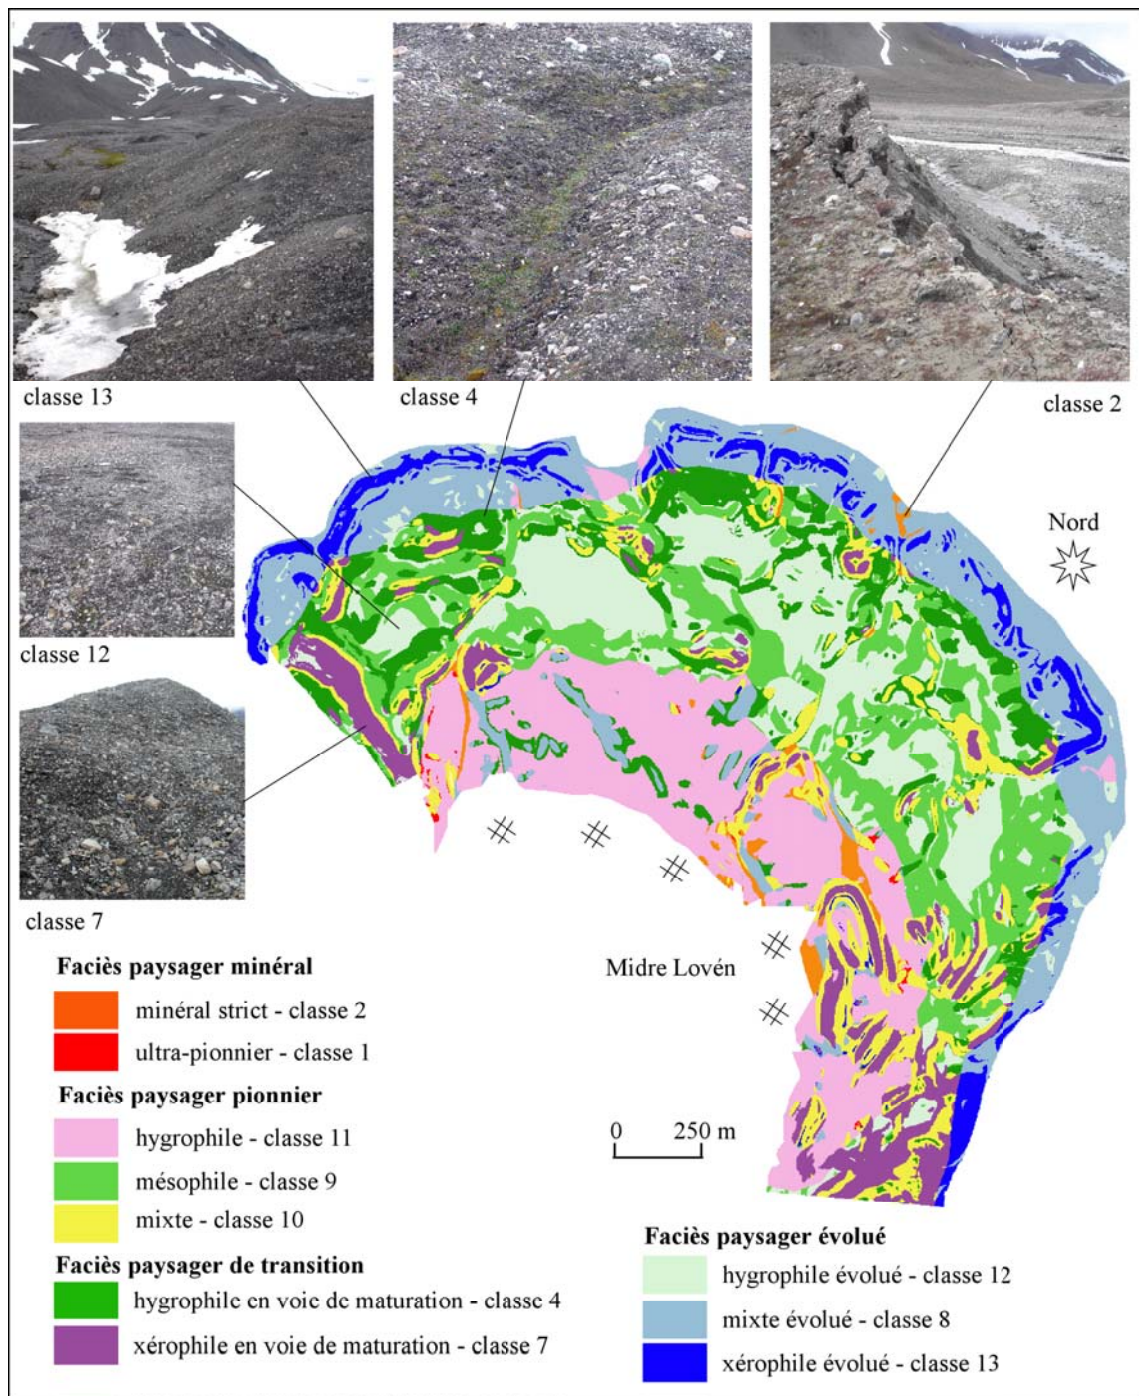 classe 13
classe 4
classe 2
classe 12
classe 7
Nord
Midre Lovén
0 250 m
Faciès paysager minéral
minéral strict - classe 2
ultra-pionnier - classe 1
Faciès paysager pionnier
hygrophile - classe 11
mésophile - classe 9
mixte - classe 10
Faciès paysager de transition
hygrophile en voie de maturation - classe 4
xérophile en voie de maturation - classe 7
Faciès paysager évolué
hygrophile évolué - classe 12
mixte évolué - classe 8
xérophile évolué - classe 13